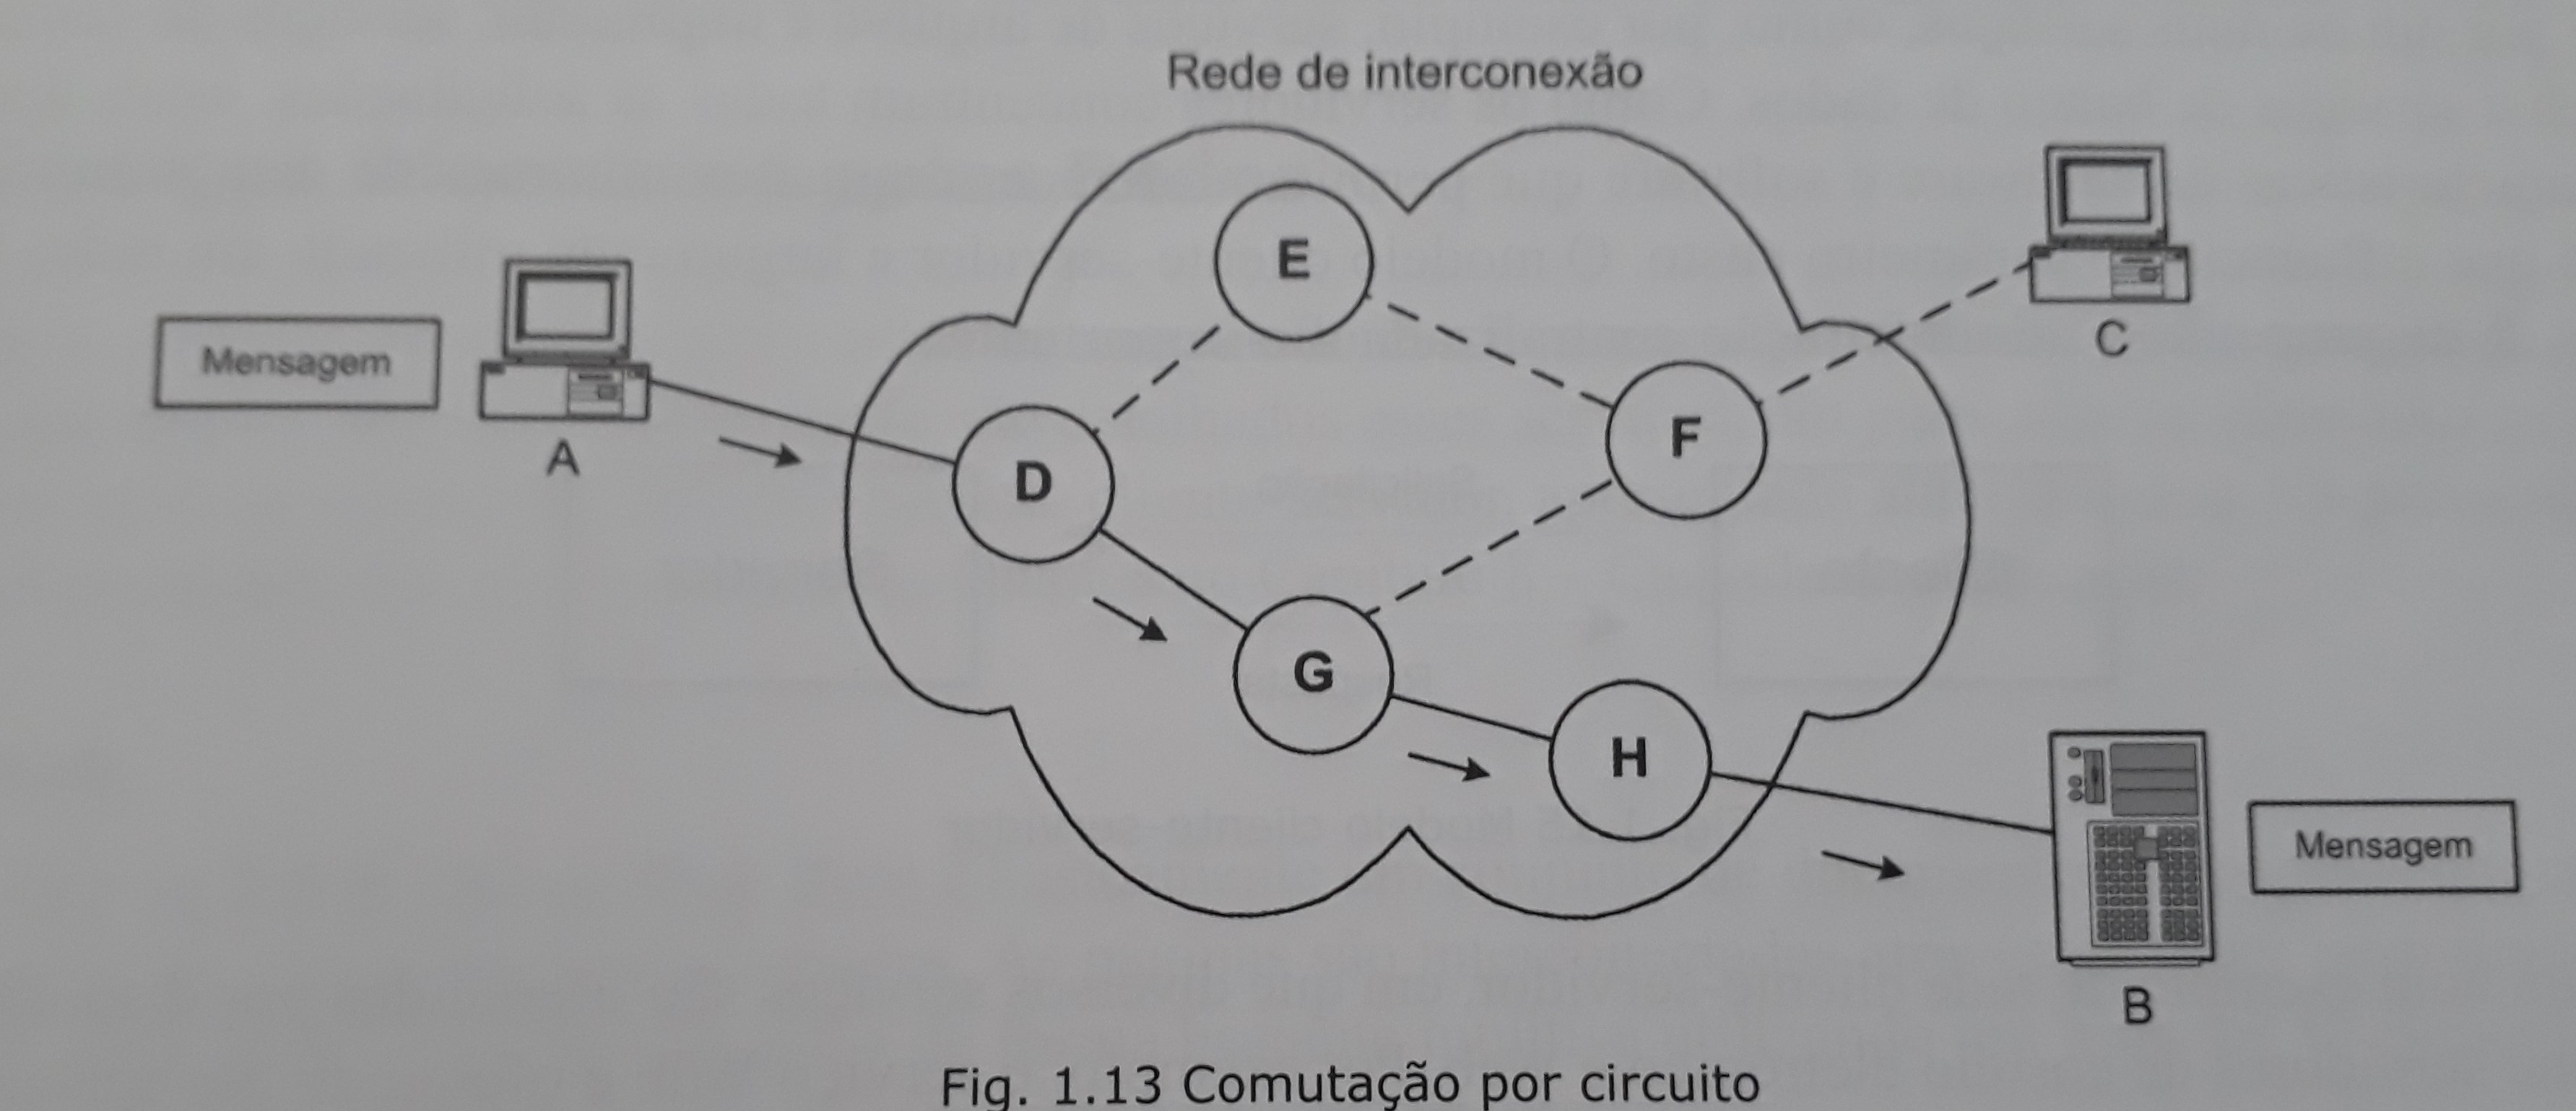 Rede de interconexão
E
C
Mensagem
A
F
D
G
H
Mensagem
B
Fig. 1.13 Comutação por circuito